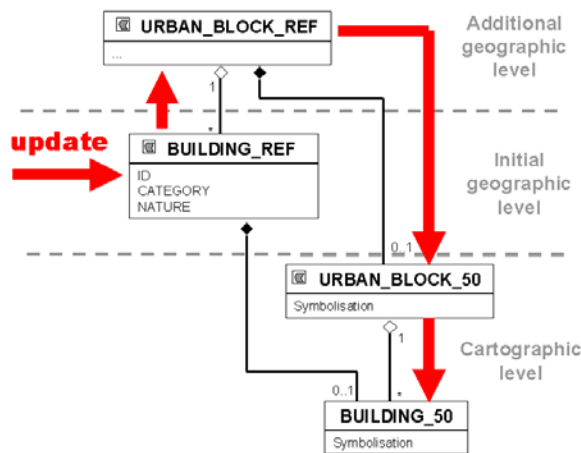 URBAN_BLOCK_REF
...
Additional
geographic
level
1
*
update
BUILDING_REF
ID
CATEGORY
NATURE
Initial
geographic
level
0..1
URBAN_BLOCK_50
Symbolisation
1
Cartographic
level
0..1
*
BUILDING_50
Symbolisation